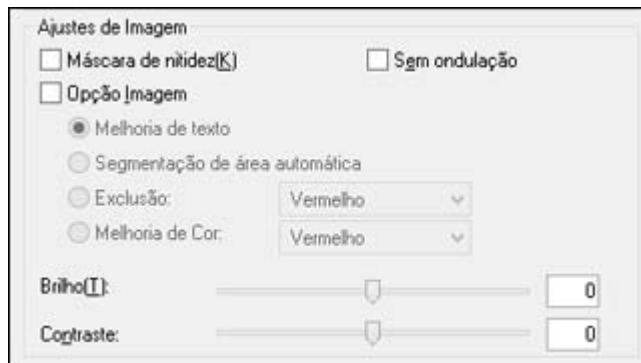 Ajustes de Imagem
Máscara de nitidez(K) Sem ondulação
Opção Imagem
Melhoria de texto
Segmentação de área automática
Exclusão: Vermelho
Melhoria de Cor: Vermelho
Brilho(T): 0
Contraste: 0